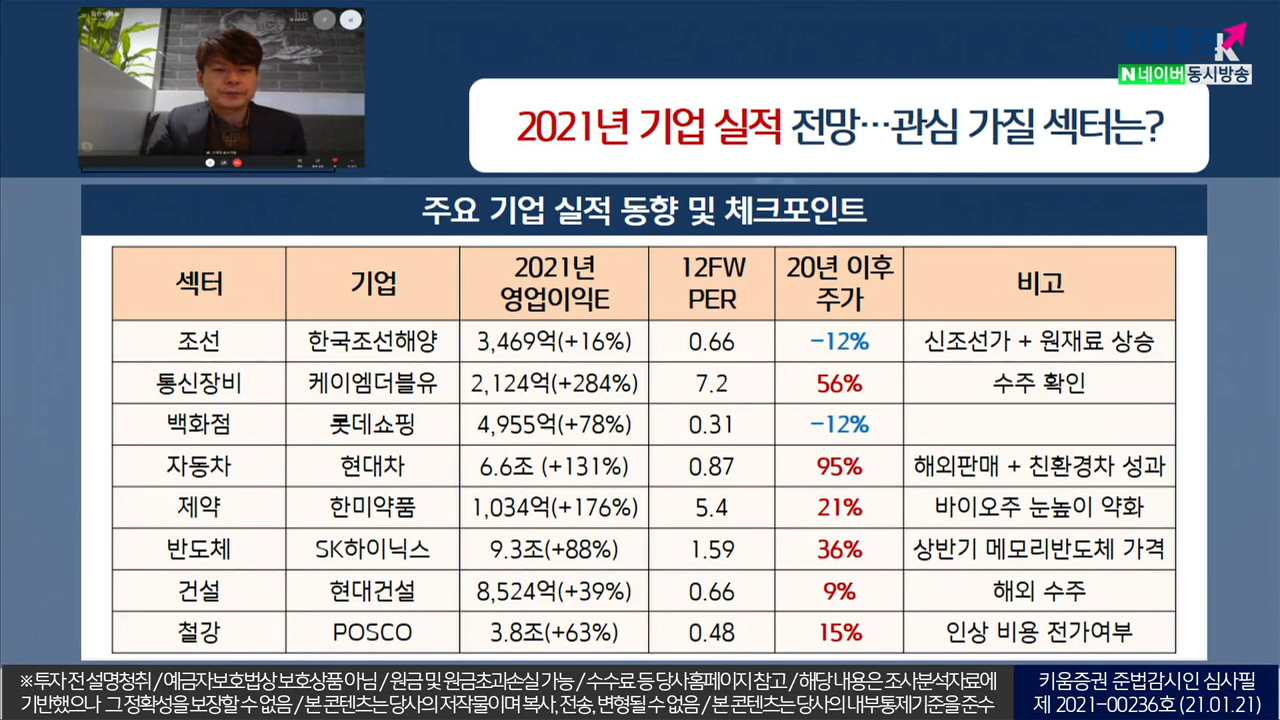 키움증권
N 네이버 동시방송
2021년 기업 실적 전망…관심 가질 섹터는?
주요 기업 실적 동향 및 체크포인트
섹터 기업 2021년 영업이익E 12FW PER 20년 이후 주가 비고
조선 한국조선해양 3,469억(+16%) 0.66 -12% 신조선가 + 원재료 상승
통신장비 케이엠더블유 2,124억(+284%) 7.2 56% 수주 확인
백화점 롯데쇼핑 4,955억(+78%) 0.31 -12%
자동차 현대차 6.6조 (+131%) 0.87 95% 해외판매 + 친환경차 성과
제약 한미약품 1,034억(+176%) 5.4 21% 바이오주 눈높이 약화
반도체 SK하이닉스 9.3조(+88%) 1.59 36% 상반기 메모리반도체 가격
건설 현대건설 8,524억(+39%) 0.66 9% 해외 수주
철강 POSCO 3.8조(+63%) 0.48 15% 인상 비용 전가여부
※ 투자 전 설명청취 / 예금자보호법상 보호상품 아님 / 원금 및 원금초과손실 가능 / 수수료 등 당사홈페이지 참고 / 해당 내용은 조사분석자료에
기반했으나 그 정확성을 보장할 수 없음 / 본 콘텐츠는 당사의 저작물이며 복사, 전송, 변형될 수 없음 / 본 콘텐츠는 당사의 내부통제기준을 준수
키움증권 준법감시인 심사필
제 2021-00236호 (21.01.21)